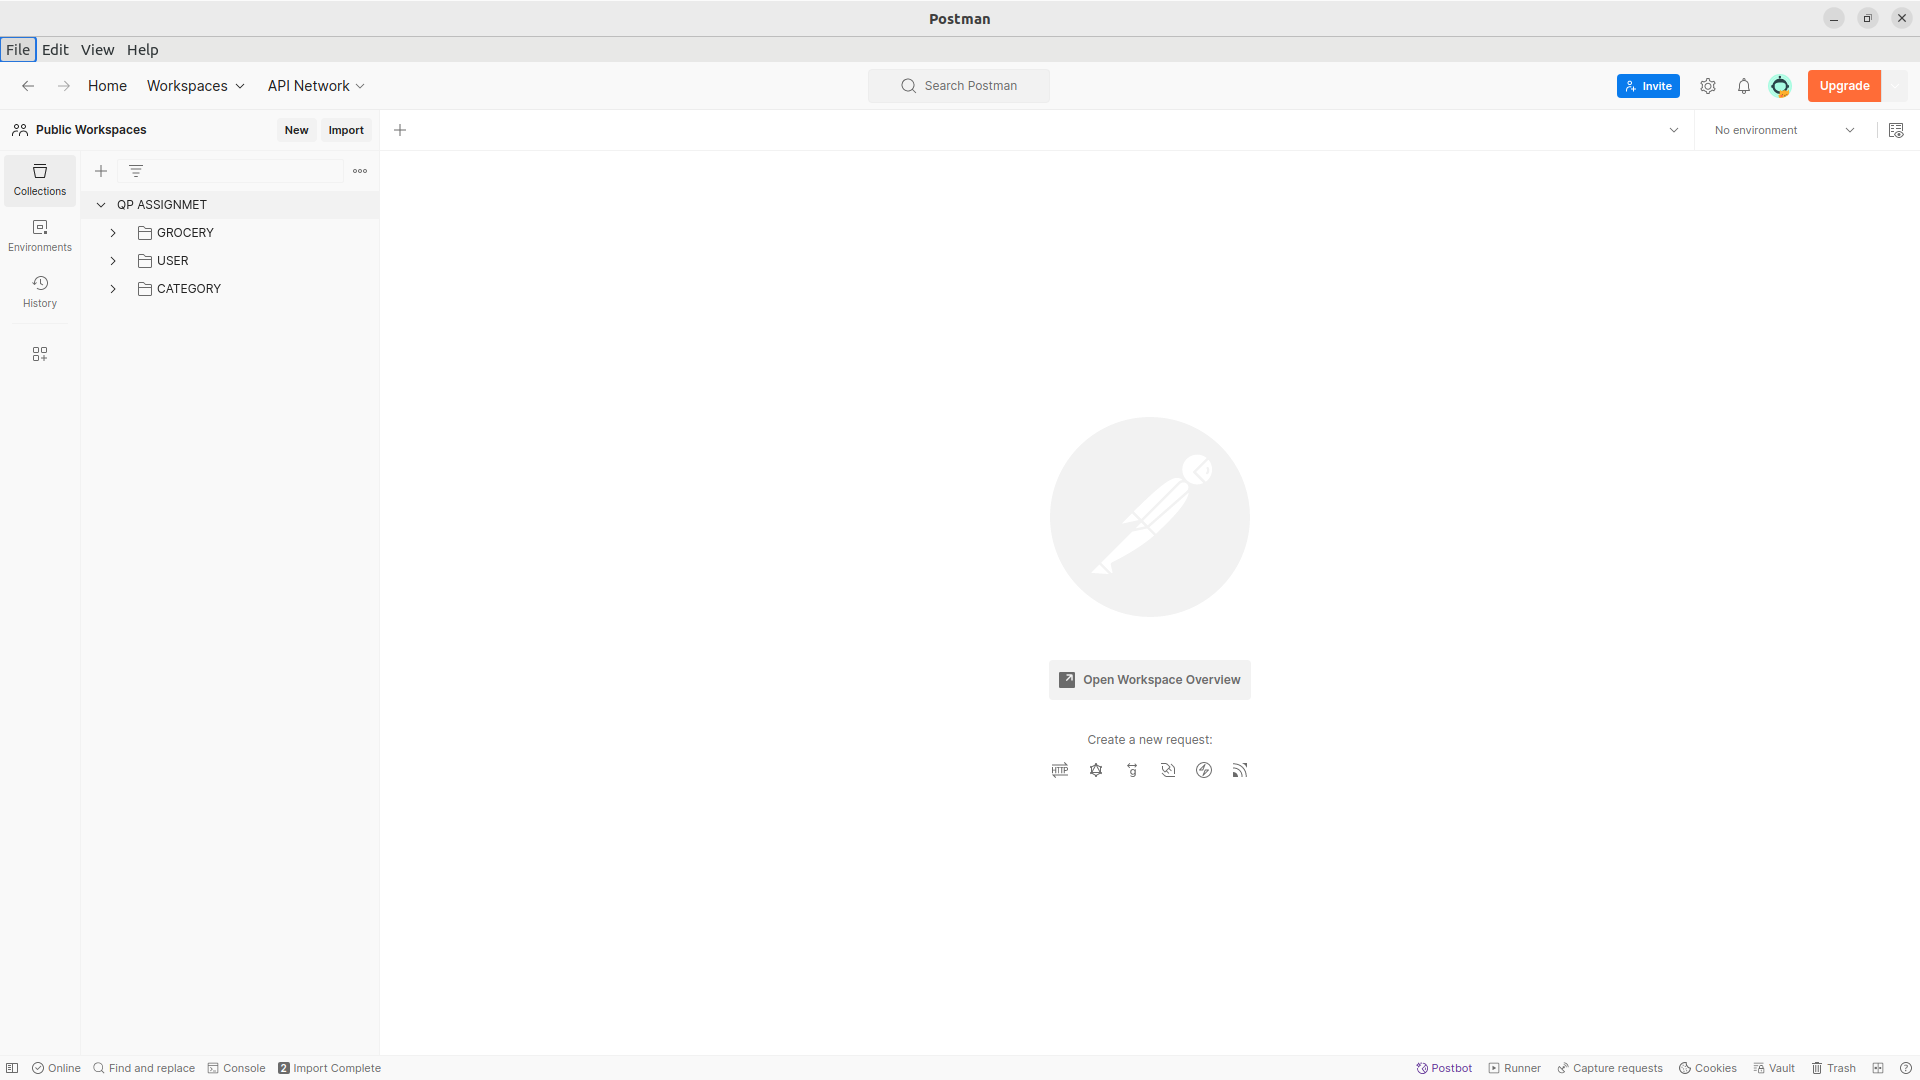 Postman
File Edit View Help
Home Workspaces API Network Search Postman Invite Upgrade
Public Workspaces New Import No environment
Collections
Environments
History
QP ASSIGNMET
GROCERY
USER
CATEGORY
Open Workspace Overview
Create a new request:
HTTP
Online Find and replace Console 2 Import Complete Postbot Runner Capture requests Cookies Vault Trash